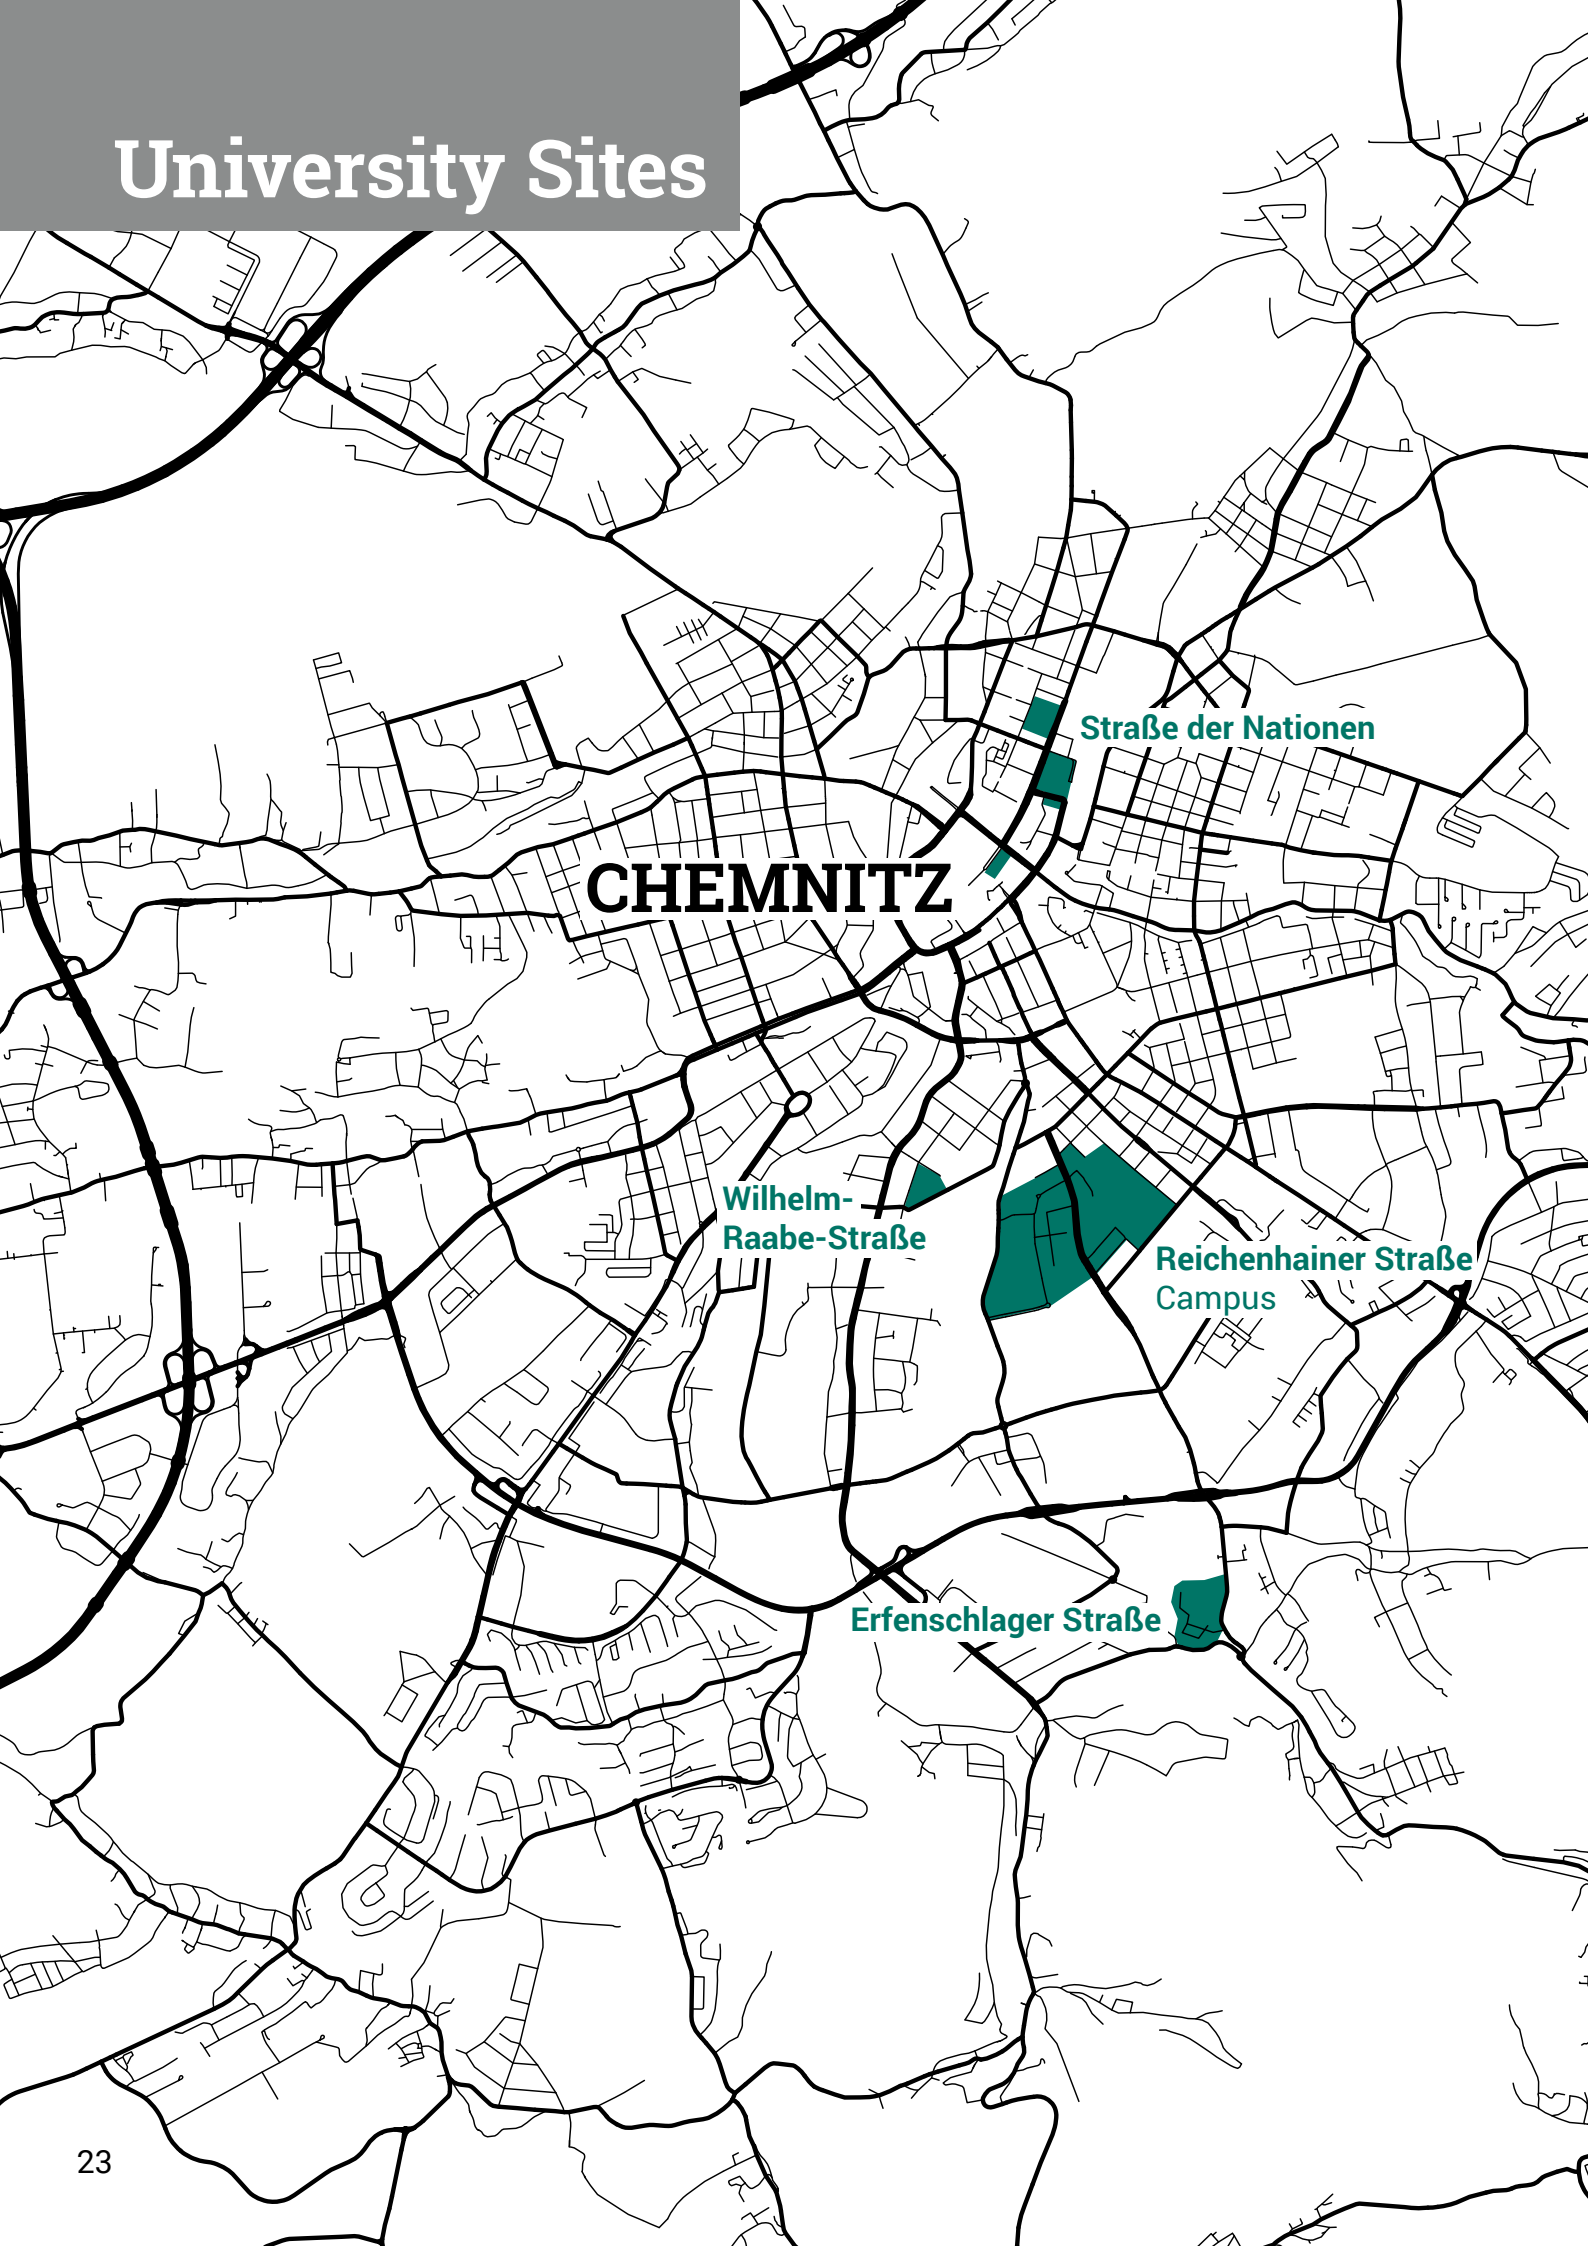 University Sites
Straße der Nationen
CHEMNITZ
Wilhelm-
Raabe-Straße
Reichenhainer Straße
Campus
Erfenschlager Straße
23